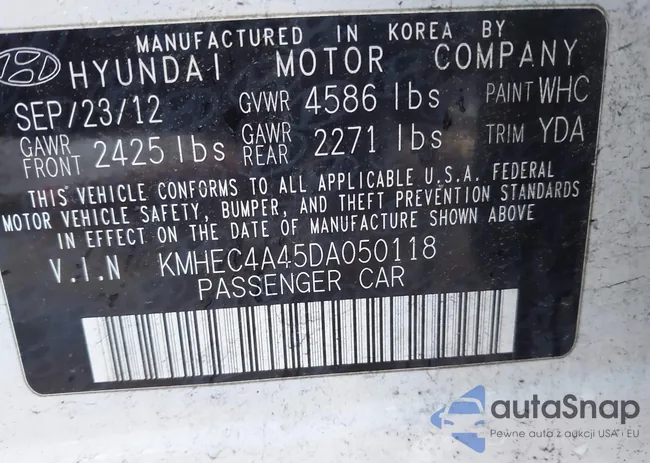 MANUFACTURED IN KOREA BY
HYUNDAI MOTOR COMPANY
SEP/23/12 GVWR 4586 lbs PAINT WHC
GAWR FRONT 2425 lbs GAWR REAR 2271 lbs TRIM YDA
THIS VEHICLE CONFORMS TO ALL APPLICABLE U.S.A. FEDERAL
MOTOR VEHICLE SAFETY, BUMPER, AND THEFT PREVENTION STANDARDS
IN EFFECT ON THE DATE OF MANUFACTURE SHOWN ABOVE
V.I.N KMHEC4A45DA050118
PASSENGER CAR
autaSnap
Pewne auta z aukcji USA i EU